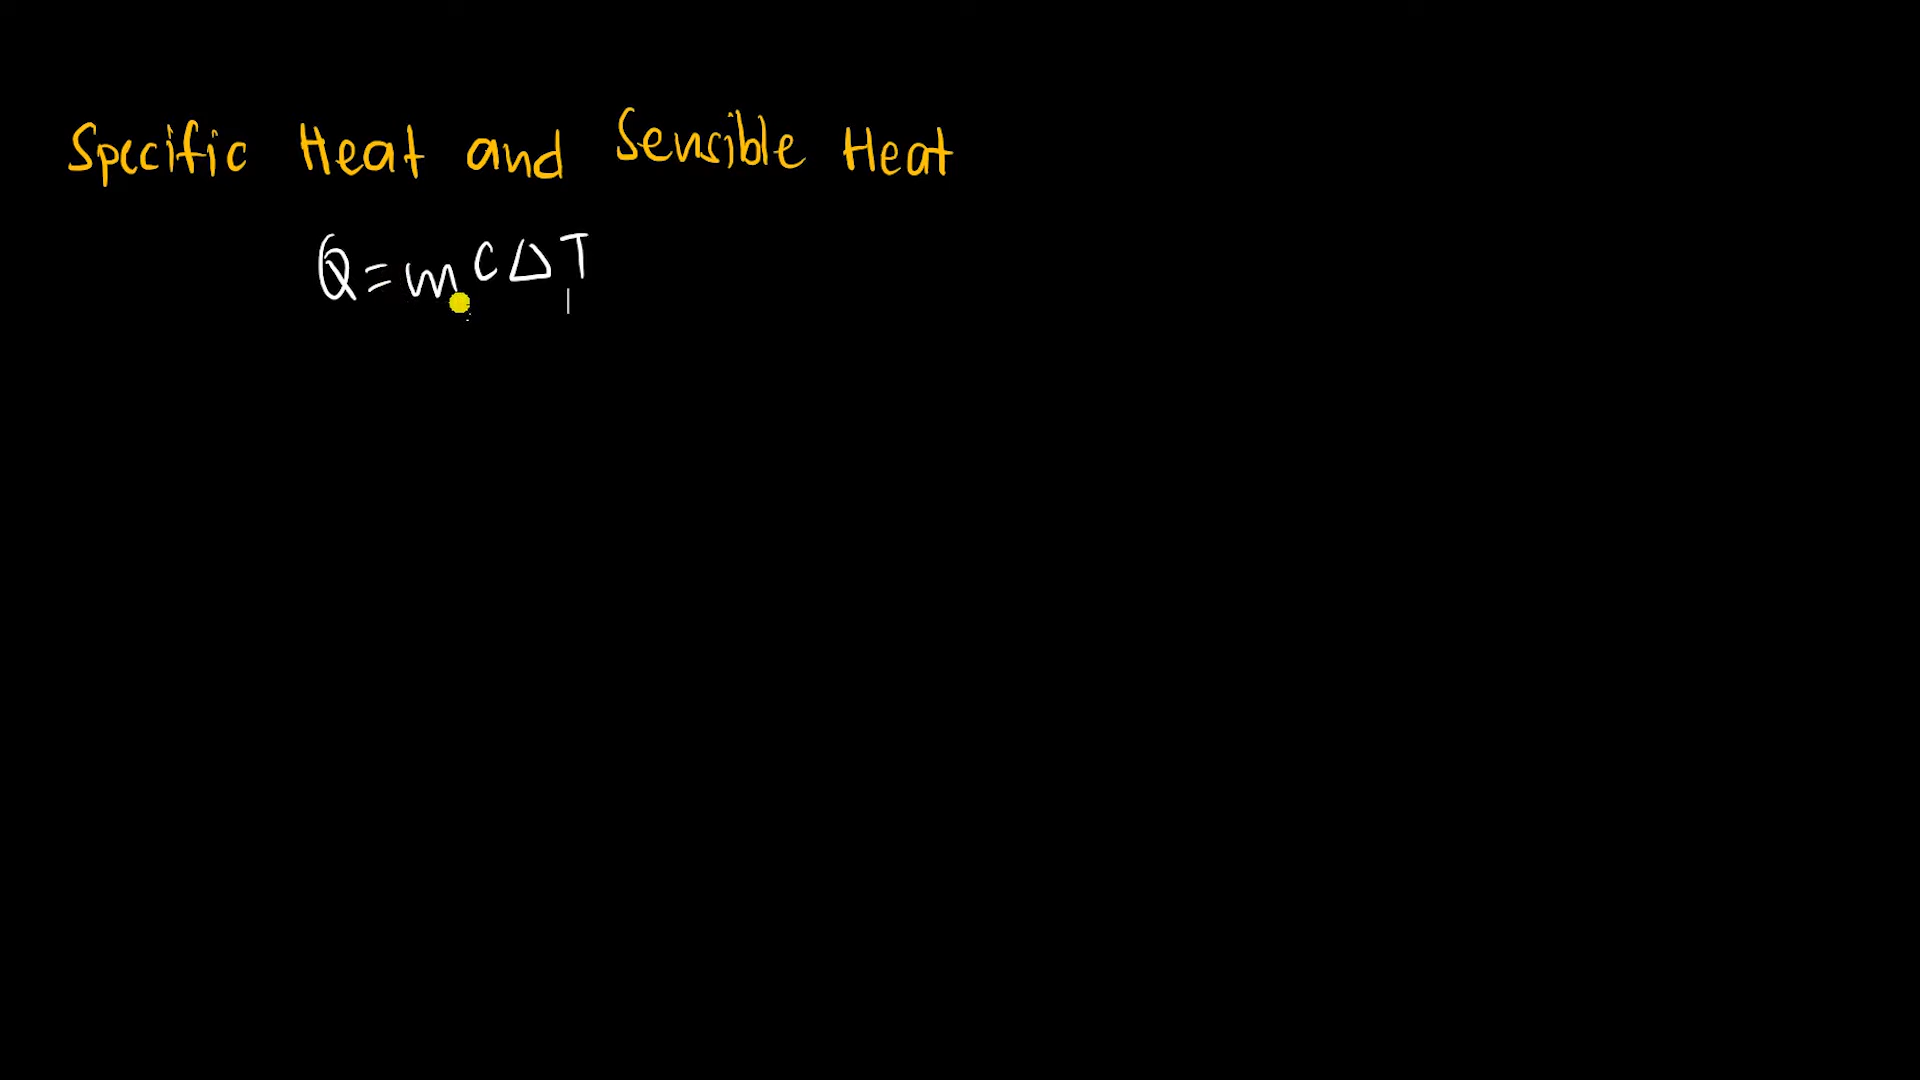 Specific Heat and Sensible Heat
Q = mCΔT